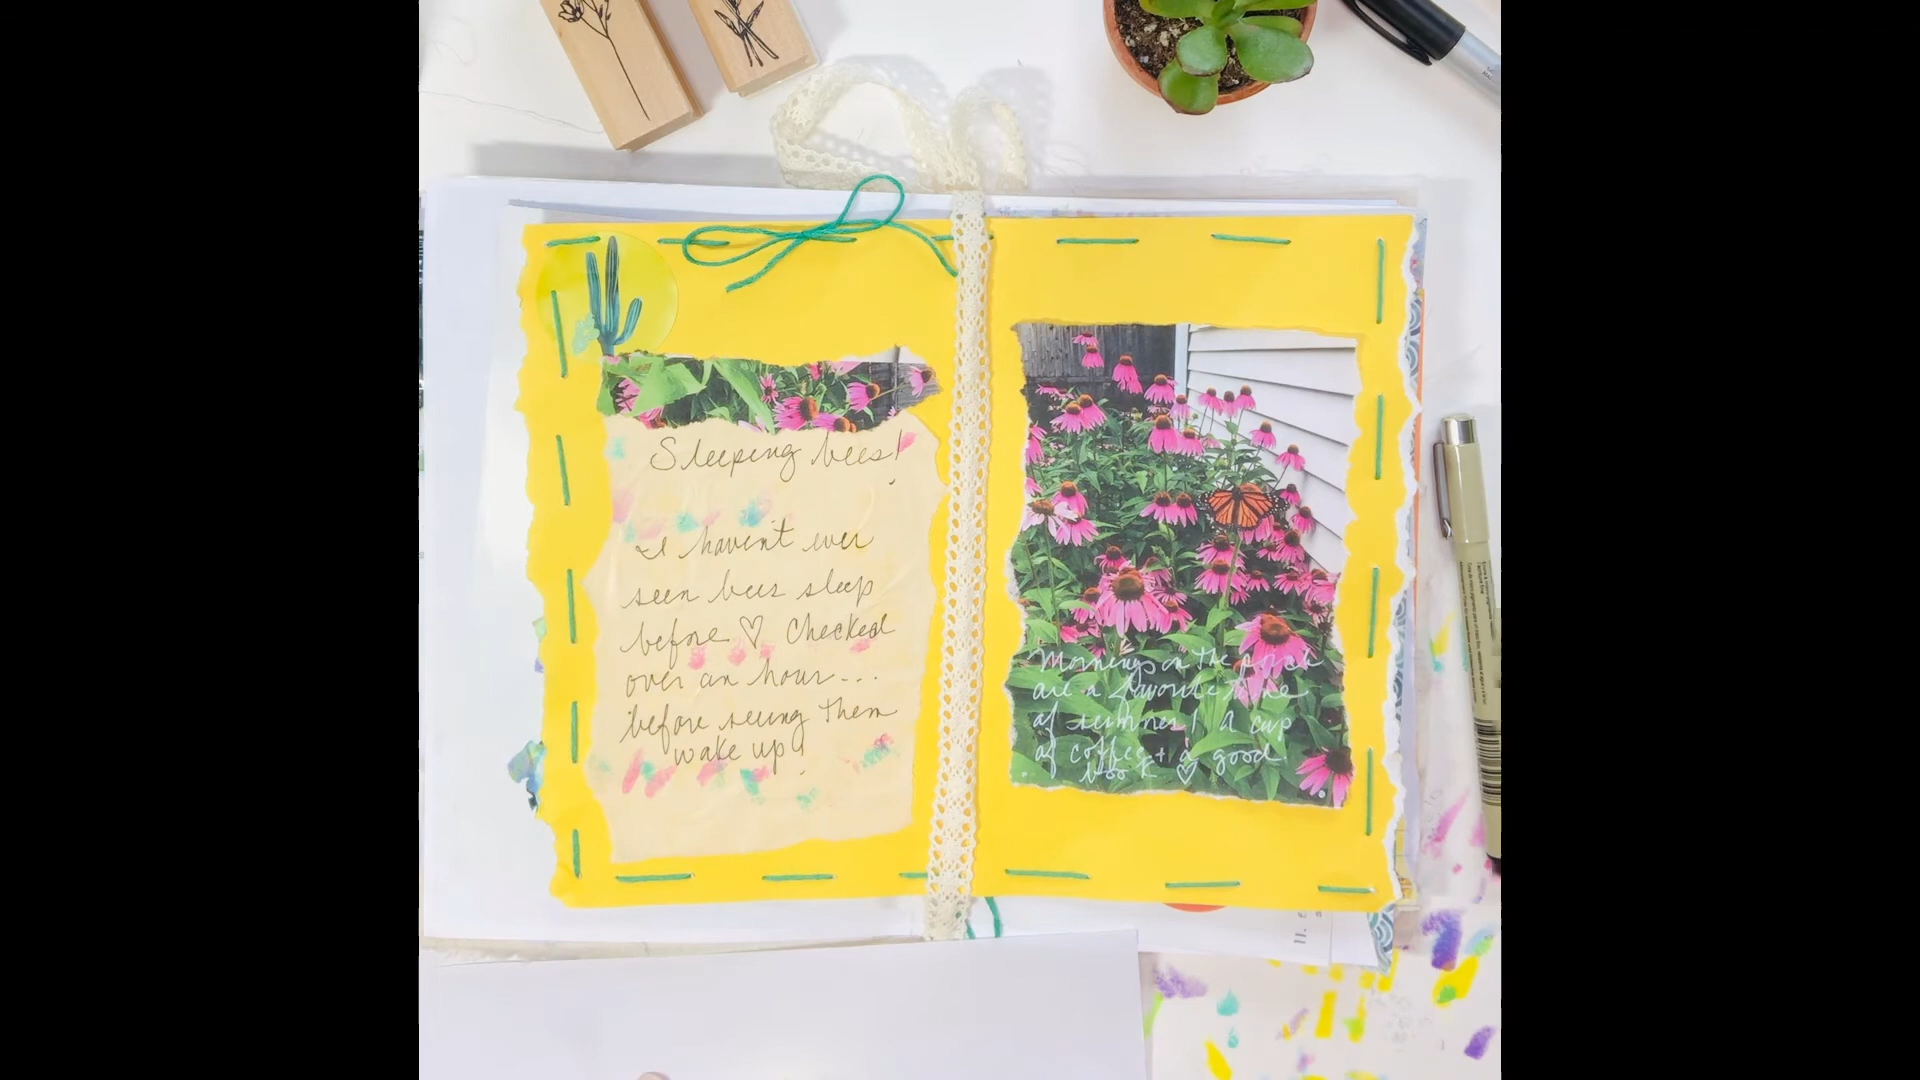 Sleeping bees!
I haven't ever
seen bees sleep
before ♡ Checked
over an hour...
before seeing them
wake up!
Mornings on the porch
are a favorite time
of summer! A cup
of coffee + a good
book ♡
11.